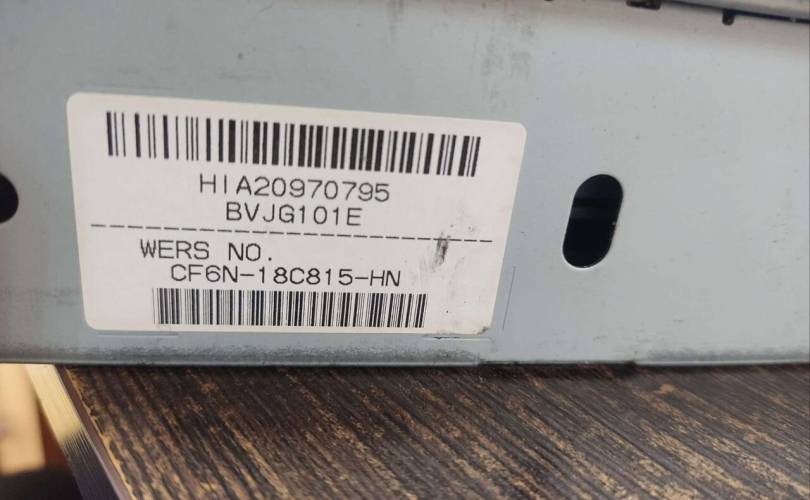 HIA20970795
BVJG101E
WERS NO.
CF6N-18C815-HN